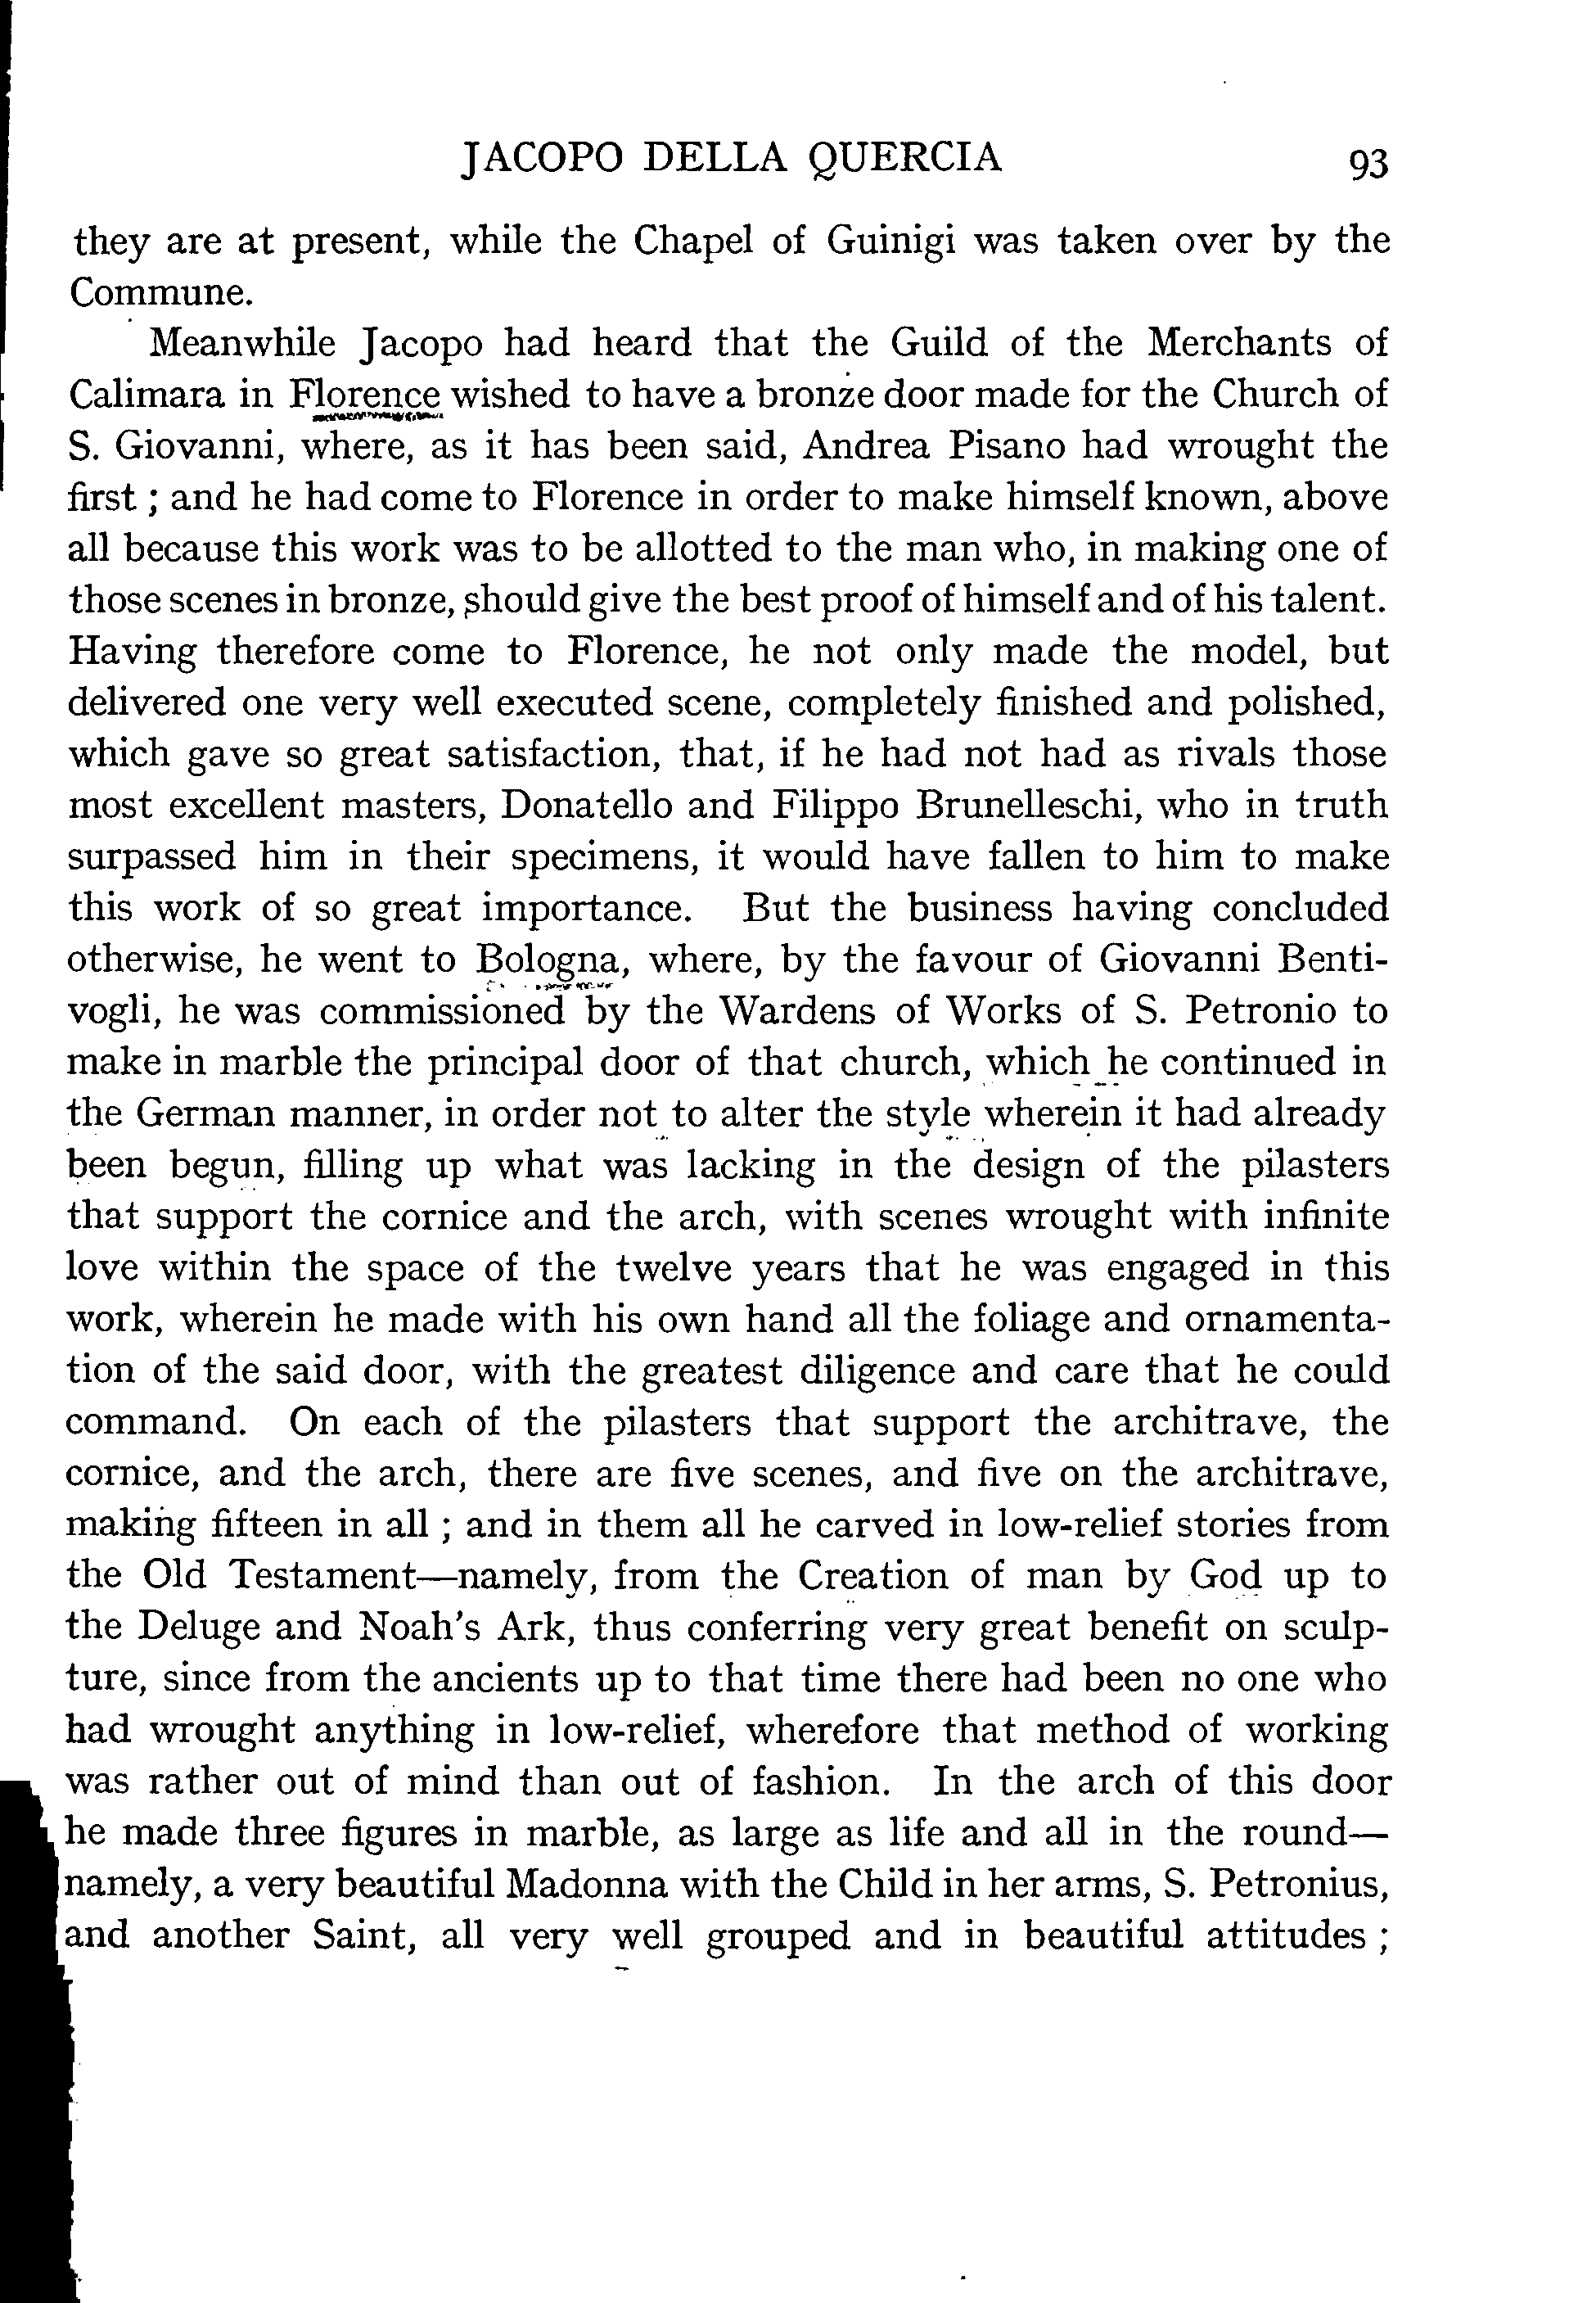 JACOPO DELLA QUERCIA 93
they are at present, while the Chapel of Guinigi was taken over by the
Commune.
Meanwhile Jacopo had heard that the Guild of the Merchants of
Calimara in Florence wished to have a bronze door made for the Church of
S. Giovanni, where, as it has been said, Andrea Pisano had wrought the
first ; and he had come to Florence in order to make himself known, above
all because this work was to be allotted to the man who, in making one of
those scenes in bronze, should give the best proof of himself and of his talent.
Having therefore come to Florence, he not only made the model, but
delivered one very well executed scene, completely finished and polished,
which gave so great satisfaction, that, if he had not had as rivals those
most excellent masters, Donatello and Filippo Brunelleschi, who in truth
surpassed him in their specimens, it would have fallen to him to make
this work of so great importance. But the business having concluded
otherwise, he went to Bologna, where, by the favour of Giovanni Benti-
vogli, he was commissioned by the Wardens of Works of S. Petronio to
make in marble the principal door of that church, which he continued in
the German manner, in order not to alter the style wherein it had already
been begun, filling up what was lacking in the design of the pilasters
that support the cornice and the arch, with scenes wrought with infinite
love within the space of the twelve years that he was engaged in this
work, wherein he made with his own hand all the foliage and ornamenta-
tion of the said door, with the greatest diligence and care that he could
command. On each of the pilasters that support the architrave, the
cornice, and the arch, there are five scenes, and five on the architrave,
making fifteen in all ; and in them all he carved in low-relief stories from
the Old Testament—namely, from the Creation of man by God up to
the Deluge and Noah's Ark, thus conferring very great benefit on sculp-
ture, since from the ancients up to that time there had been no one who
had wrought anything in low-relief, wherefore that method of working
was rather out of mind than out of fashion. In the arch of this door
he made three figures in marble, as large as life and all in the round—
namely, a very beautiful Madonna with the Child in her arms, S. Petronius,
and another Saint, all very well grouped and in beautiful attitudes ;